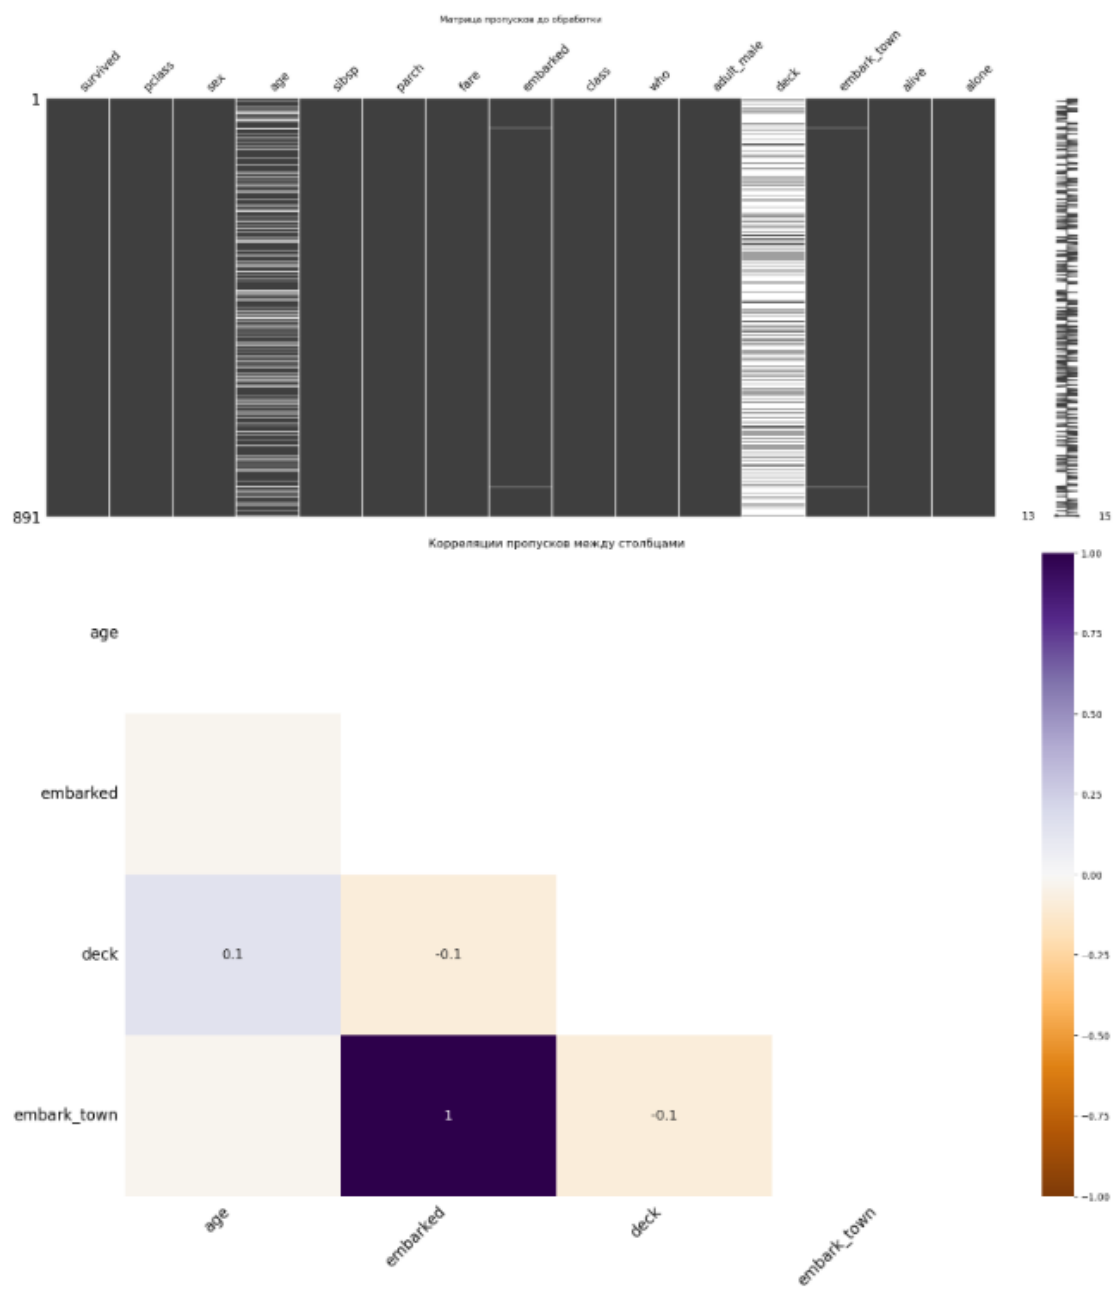 Матрица пропусков до обработки
survived pclass sex age sibsp parch fare embarked class who adult_male deck embark_town alive alone
1
891
13 15
Корреляции пропусков между столбцами
1.00
age
0.75
0.50
embarked
0.25
0.00
deck 0.1 -0.1
−0.25
−0.50
embark_town 1 -0.1
−0.75
−1.00
age embarked deck embark_town